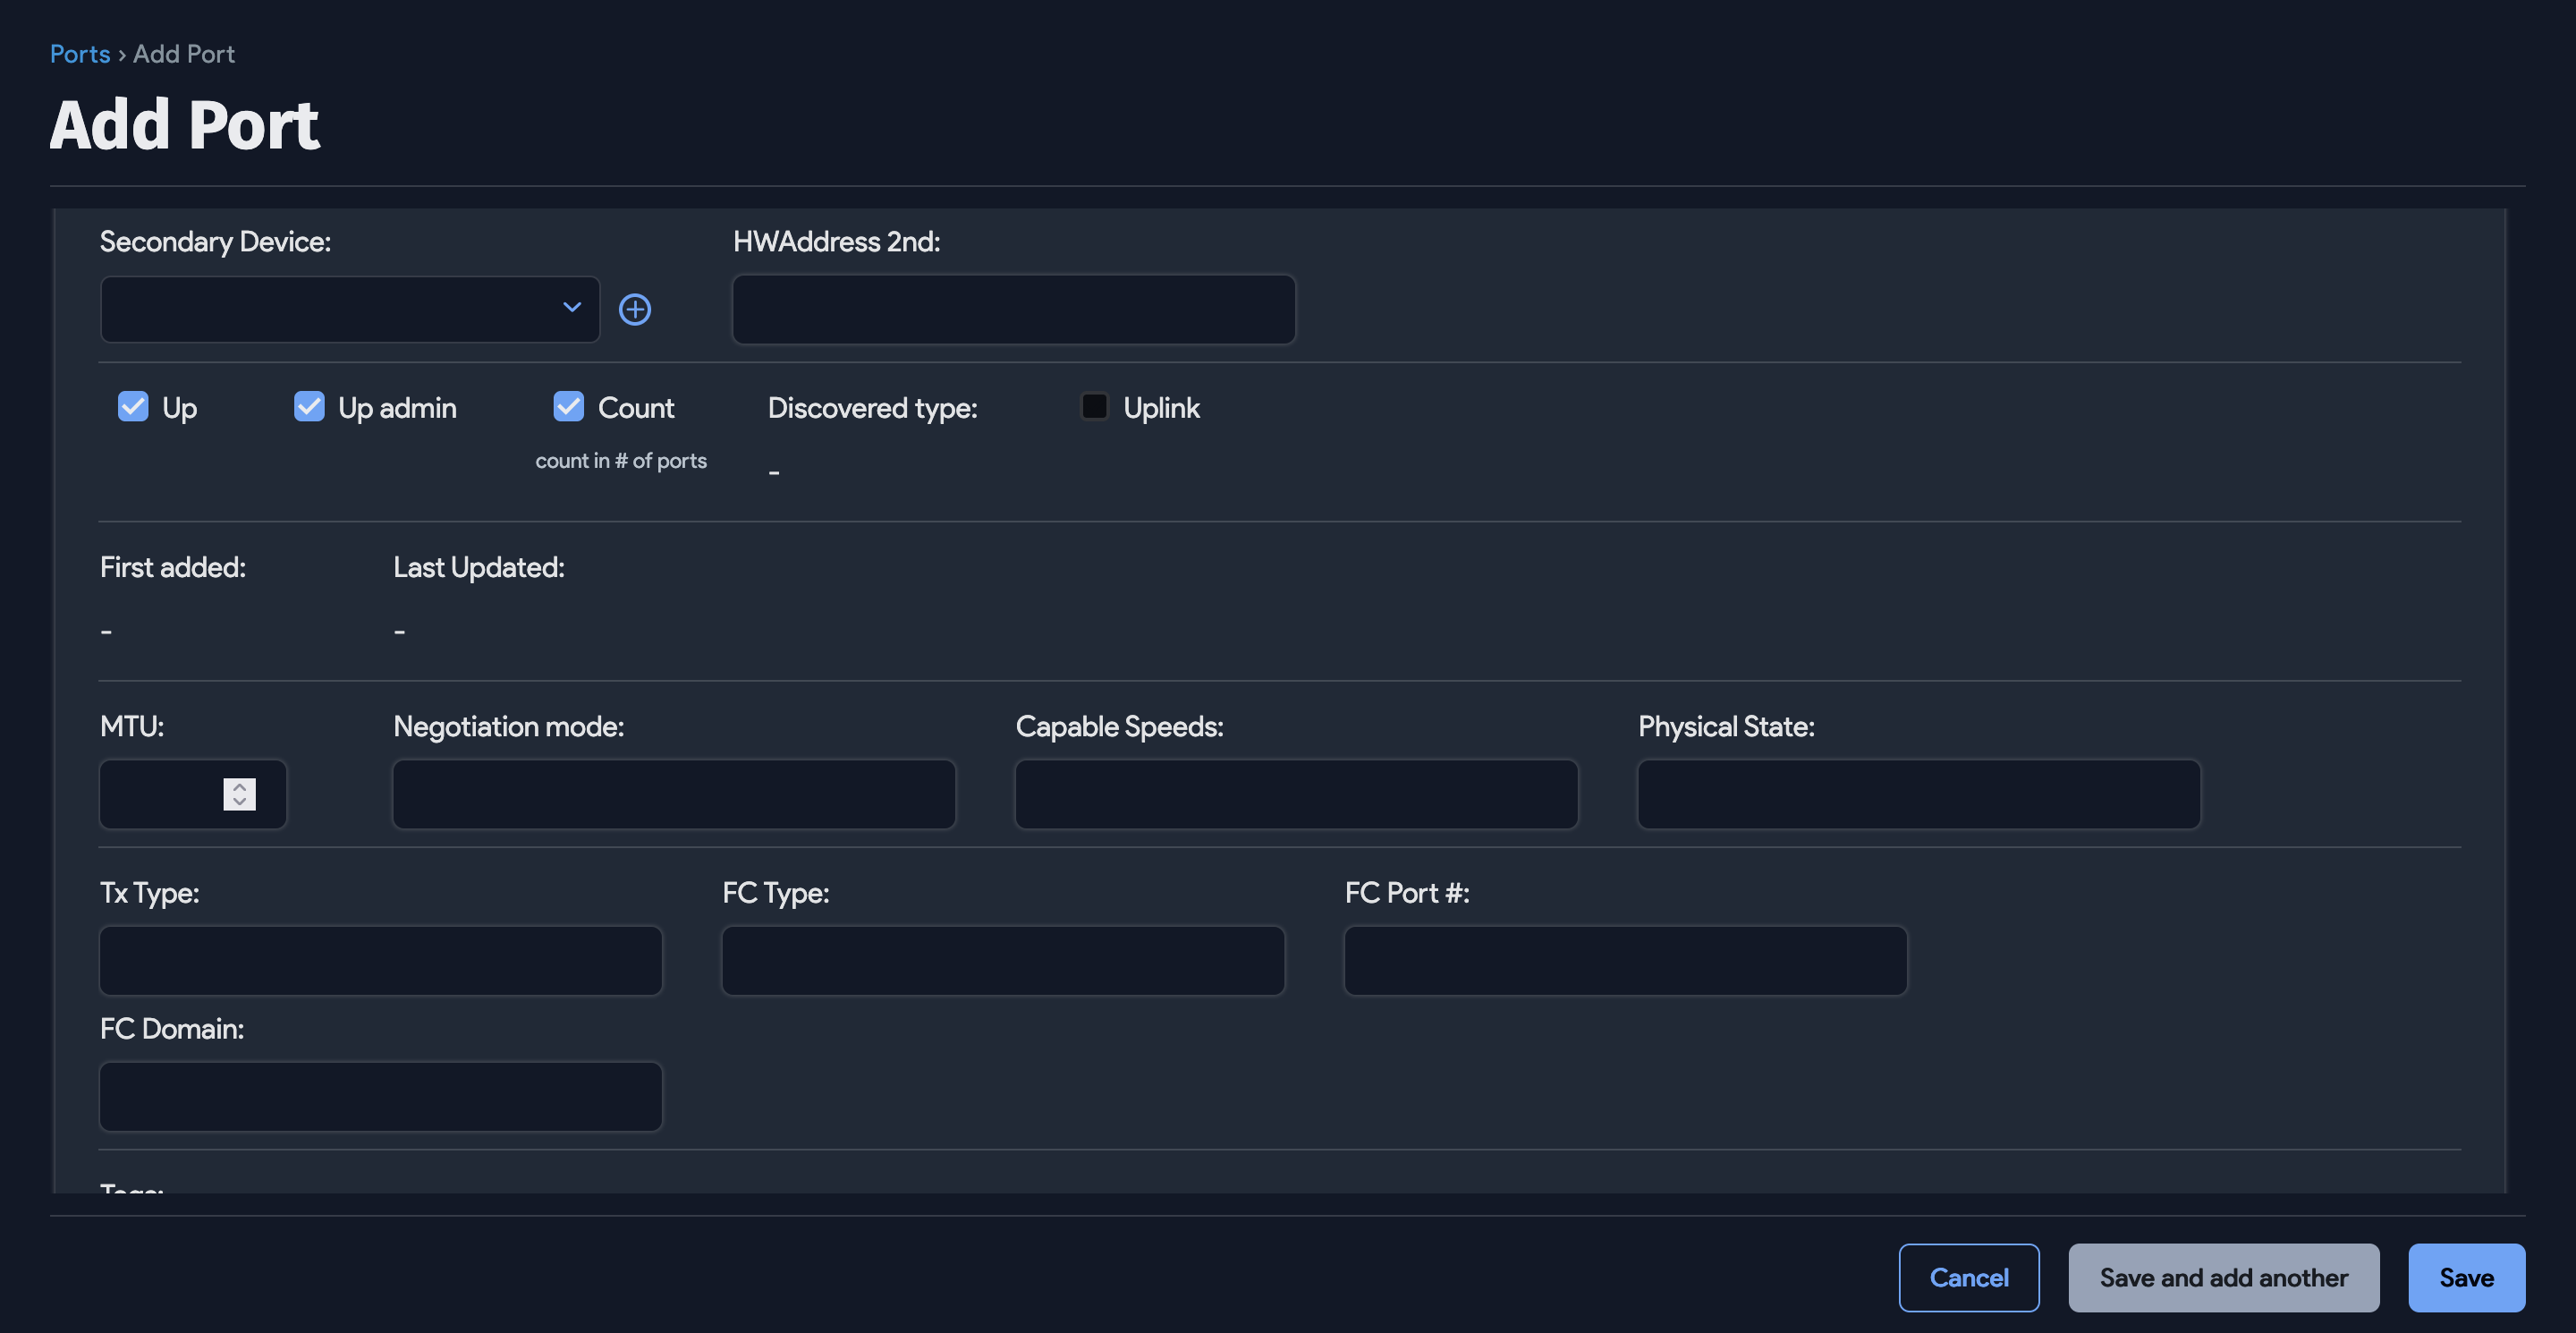 Ports › Add Port
Add Port
Secondary Device: HWAddress 2nd:
Up Up admin Count Discovered type: Uplink
count in # of ports -
First added: Last Updated:
- -
MTU: Negotiation mode: Capable Speeds: Physical State:
Tx Type: FC Type: FC Port #:
FC Domain:
Cancel Save and add another Save